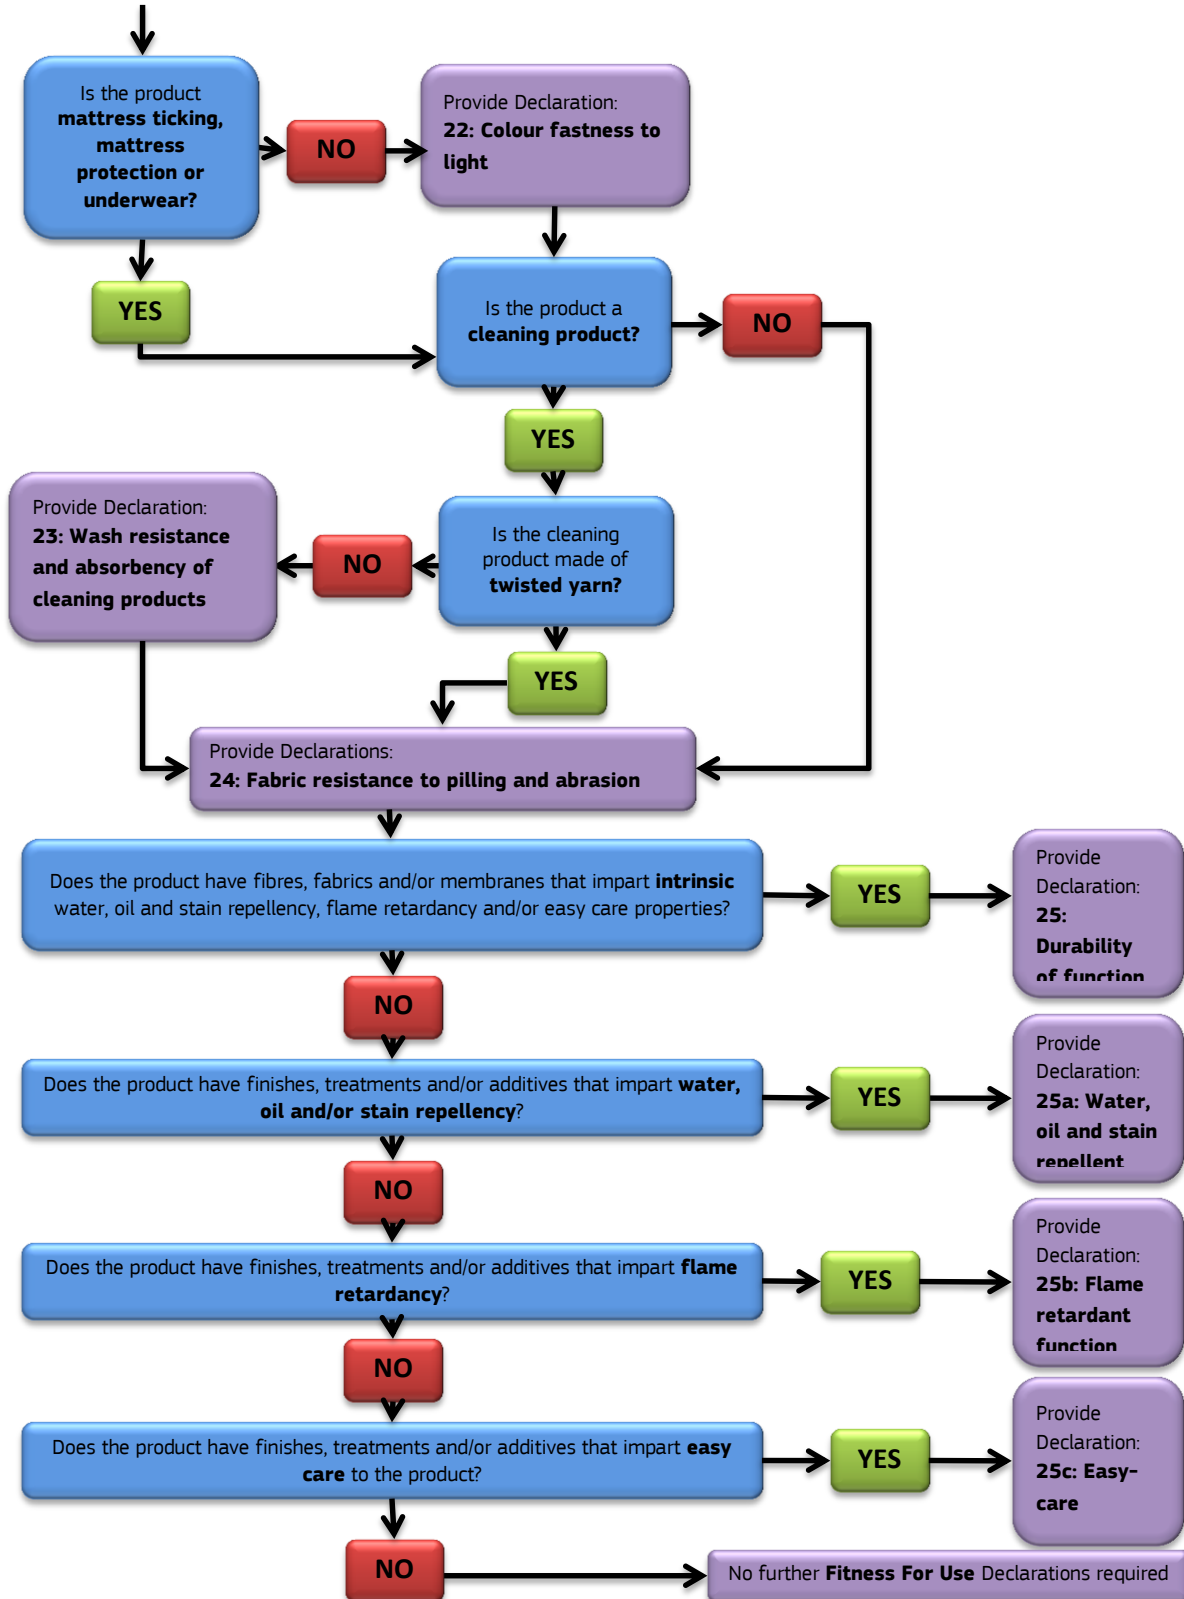 Is the product
mattress ticking,
mattress
protection or
underwear?
NO
Provide Declaration:
22: Colour fastness to
light
YES
Is the product a
cleaning product?
NO
YES
Provide Declaration:
23: Wash resistance
and absorbency of
cleaning products
NO
Is the cleaning
product made of
twisted yarn?
YES
Provide Declarations:
24: Fabric resistance to pilling and abrasion
Does the product have fibres, fabrics and/or membranes that impart intrinsic
water, oil and stain repellency, flame retardancy and/or easy care properties?
YES
Provide
Declaration:
25:
Durability
of function
NO
Does the product have finishes, treatments and/or additives that impart water,
oil and/or stain repellency?
YES
Provide
Declaration:
25a: Water,
oil and stain
repellent
NO
Does the product have finishes, treatments and/or additives that impart flame
retardancy?
YES
Provide
Declaration:
25b: Flame
retardant
function
NO
Does the product have finishes, treatments and/or additives that impart easy
care to the product?
YES
Provide
Declaration:
25c: Easy-
care
NO
No further Fitness For Use Declarations required